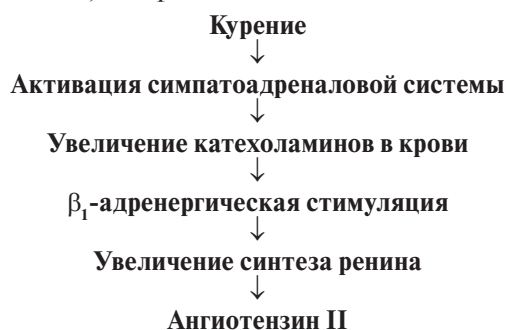 Курение
↓
Активация симпатоадреналовой системы
↓
Увеличение катехоламинов в крови
↓
β₁-адренергическая стимуляция
↓
Увеличение синтеза ренина
↓
Ангиотензин II